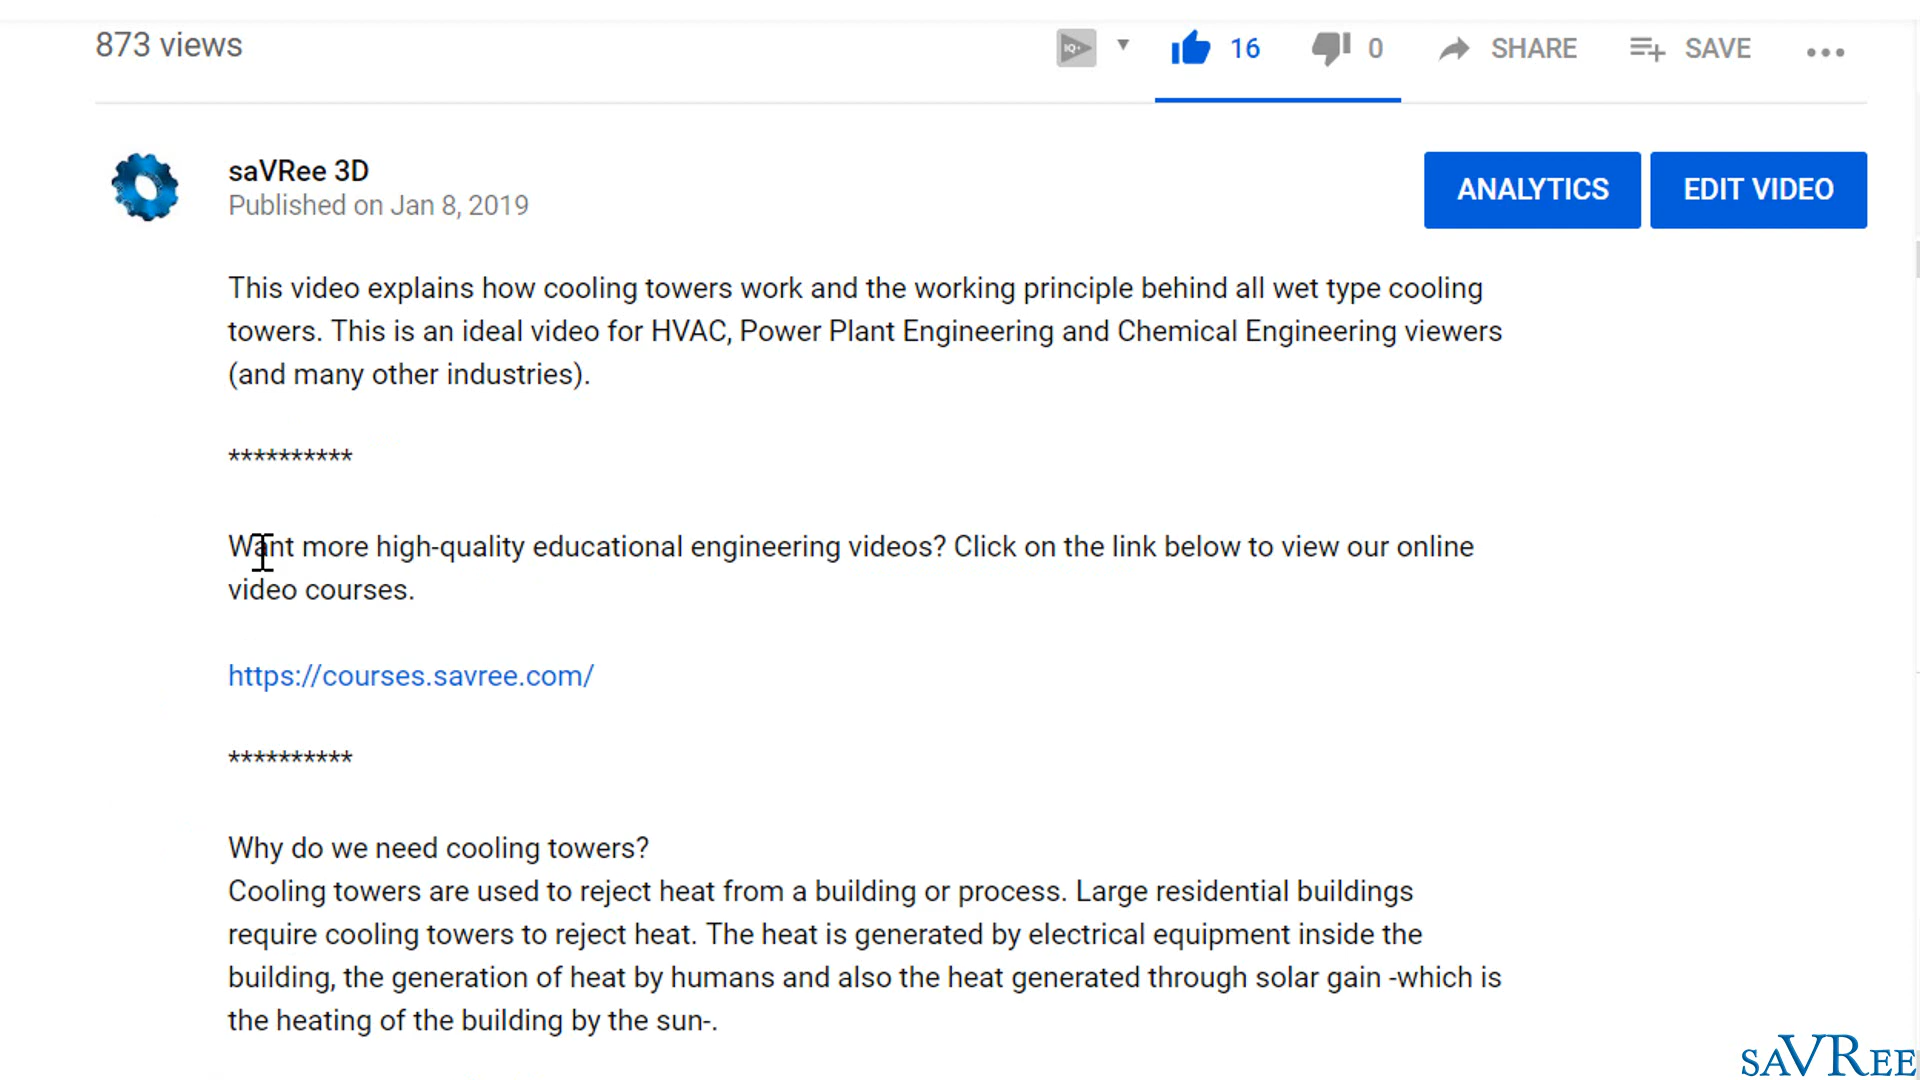 873 views
IQ+
16
0
SHARE
SAVE
saVRee 3D
Published on Jan 8, 2019
ANALYTICS
EDIT VIDEO
This video explains how cooling towers work and the working principle behind all wet type cooling
towers. This is an ideal video for HVAC, Power Plant Engineering and Chemical Engineering viewers
(and many other industries).
**********
Want more high-quality educational engineering videos? Click on the link below to view our online
video courses.
https://courses.savree.com/
**********
Why do we need cooling towers?
Cooling towers are used to reject heat from a building or process. Large residential buildings
require cooling towers to reject heat. The heat is generated by electrical equipment inside the
building, the generation of heat by humans and also the heat generated through solar gain -which is
the heating of the building by the sun-.
saVRee